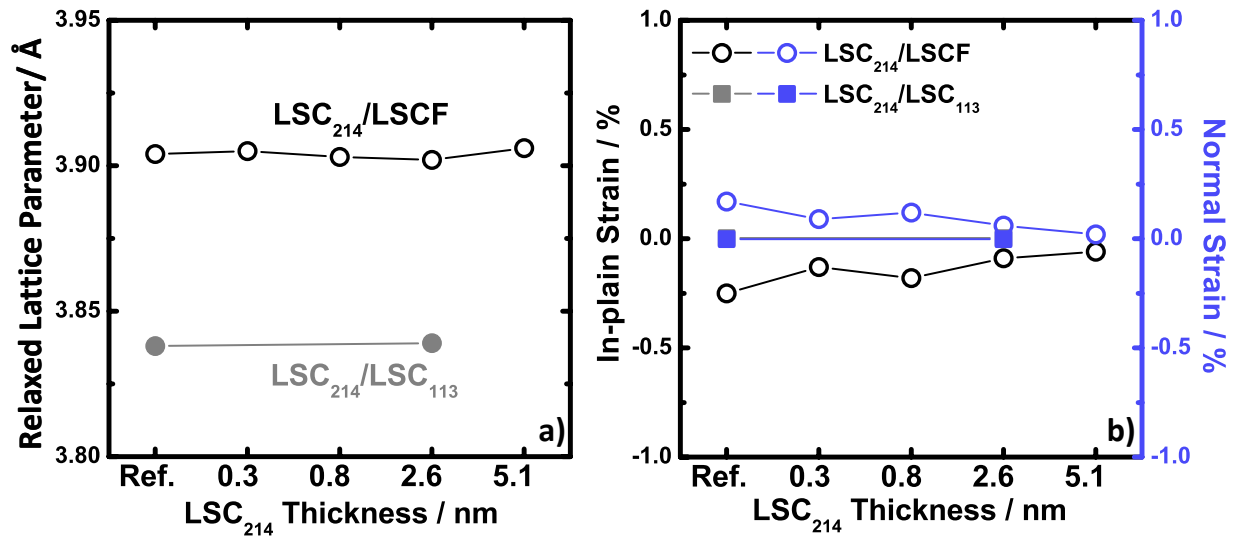 3.95
3.90
3.85
3.80
Relaxed Lattice Parameter/ Å
LSC₂₁₄/LSCF
LSC₂₁₄/LSC₁₁₃
a)
Ref. 0.3 0.8 2.6 5.1
LSC₂₁₄ Thickness / nm
1.0
0.5
0.0
-0.5
-1.0
In-plain Strain / %
LSC₂₁₄/LSCF
LSC₂₁₄/LSC₁₁₃
b)
Ref. 0.3 0.8 2.6 5.1
LSC₂₁₄ Thickness / nm
1.0
0.5
0.0
-0.5
-1.0
Normal Strain / %